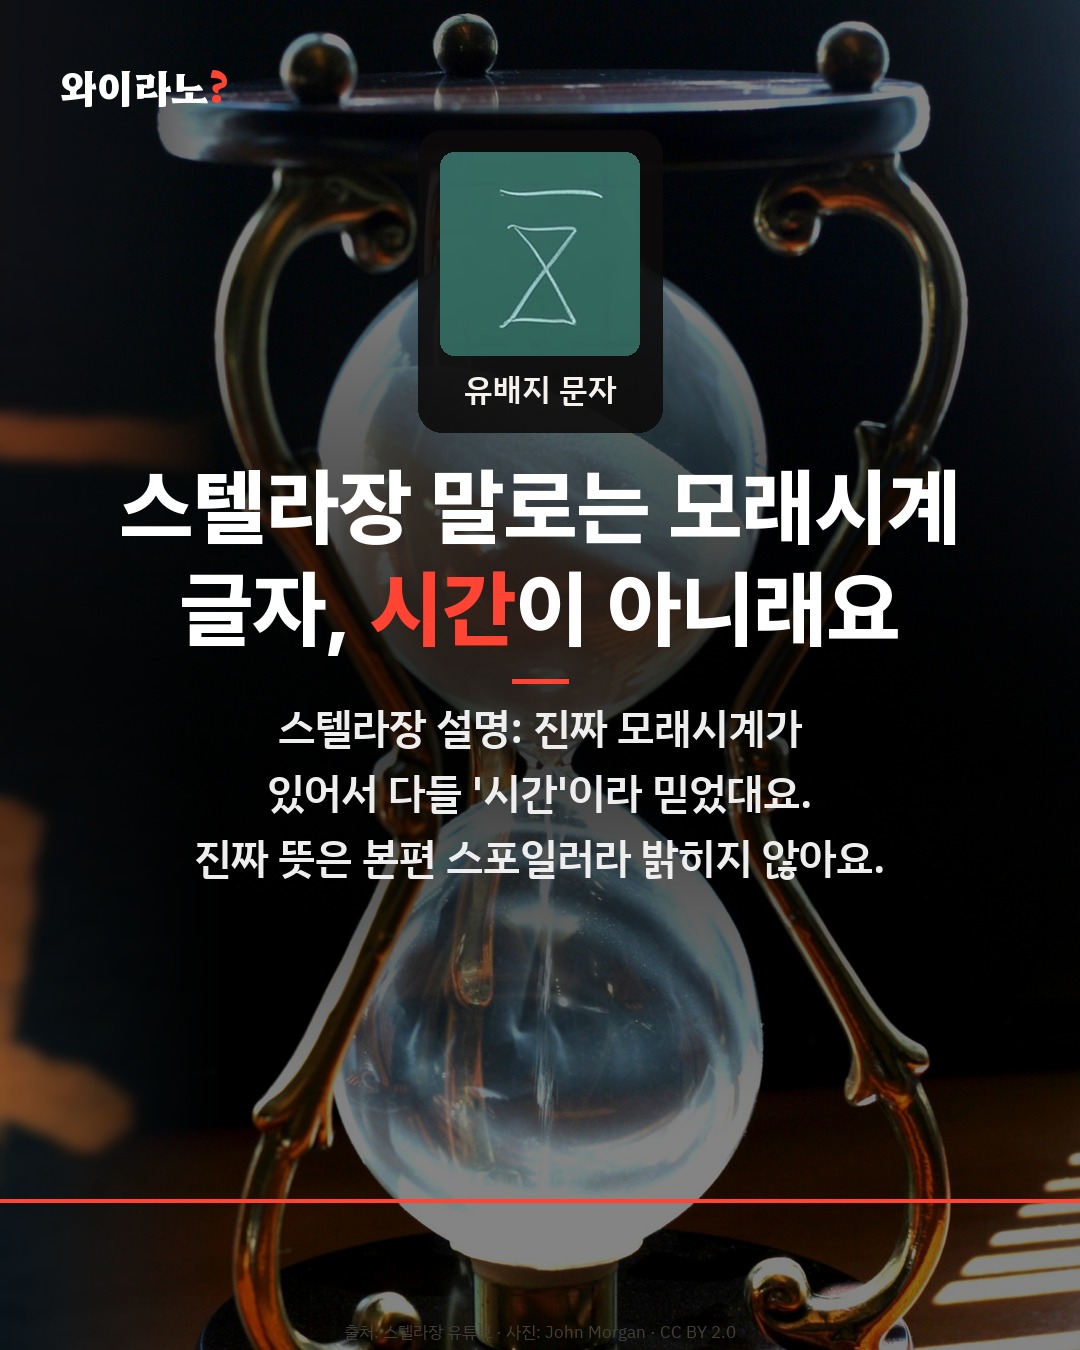 와이라노?
유배지 문자
스텔라장 말로는 모래시계
글자, 시간이 아니래요
스텔라장 설명: 진짜 모래시계가
있어서 다들 '시간'이라 믿었대요.
진짜 뜻은 본편 스포일러라 밝히지 않아요.
출처: 스텔라장 유튜브 · 사진: John Morgan · CC BY 2.0